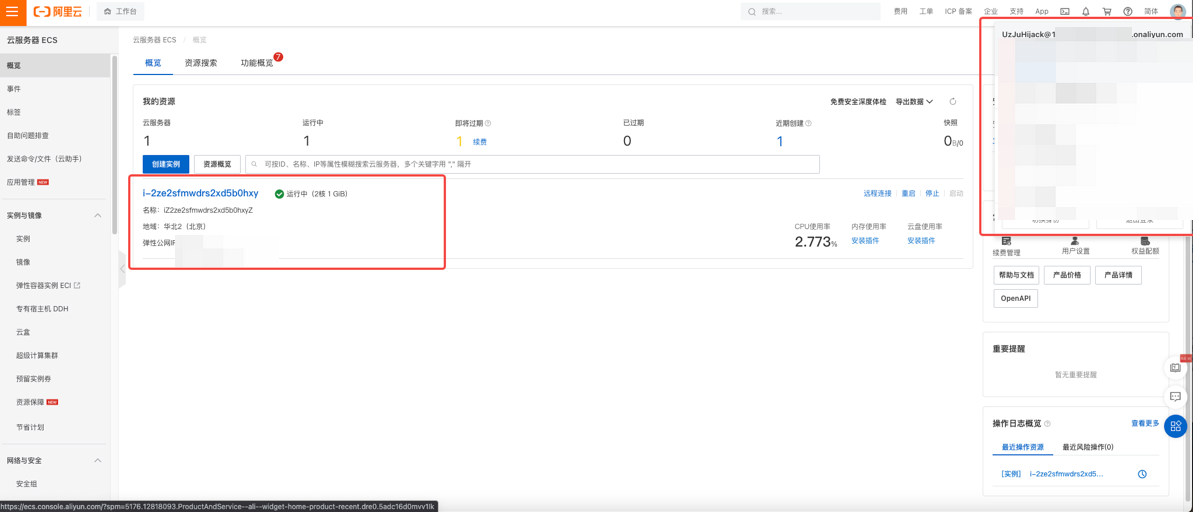 阿里云
工作台
搜索...
费用 工单 ICP 备案 企业 支持 App 简体
云服务器 ECS
概览
事件
标签
自助问题排查
发送命令/文件（云助手）
应用管理 NEW
实例与镜像
实例
镜像
弹性容器实例 ECI
专有宿主机 DDH
云盒
超级计算集群
预留实例券
资源保障 NEW
节省计划
网络与安全
安全组
云服务器 ECS / 概览
概览 资源搜索 功能概览 7
我的资源
免费安全深度体检 导出数据
云服务器 运行中 即将过期 已过期 近期创建 快照
1 1 1 续费 0 1 0B/0
创建实例 资源概览 可按ID、名称、IP等属性模糊搜索云服务器，多个关键字用 "," 隔开
i-2ze2sfmwdrs2xd5b0hxy 运行中（2核 1 GiB）
远程连接 重启 停止 启动
名称：iZ2ze2sfmwdrs2xd5b0hxyZ
地域：华北2（北京）
弹性公网IP
CPU使用率 内存使用率 云盘使用率
2.773% 安装插件 安装插件
UzJuHijack@1
.onaliyun.com
续费管理 用户设置 权益配额
帮助与文档 产品价格 产品详情
OpenAPI
重要提醒
暂无重要提醒
操作日志概览 查看更多
最近操作资源 最近风险操作(0)
[实例] i-2ze2sfmwdrs2xd5...
https://ecs.console.aliyun.com/?spm=5176.12818093.ProductAndService--ali--widget-home-product-recent.dre0.5adc16d0mvv1lk